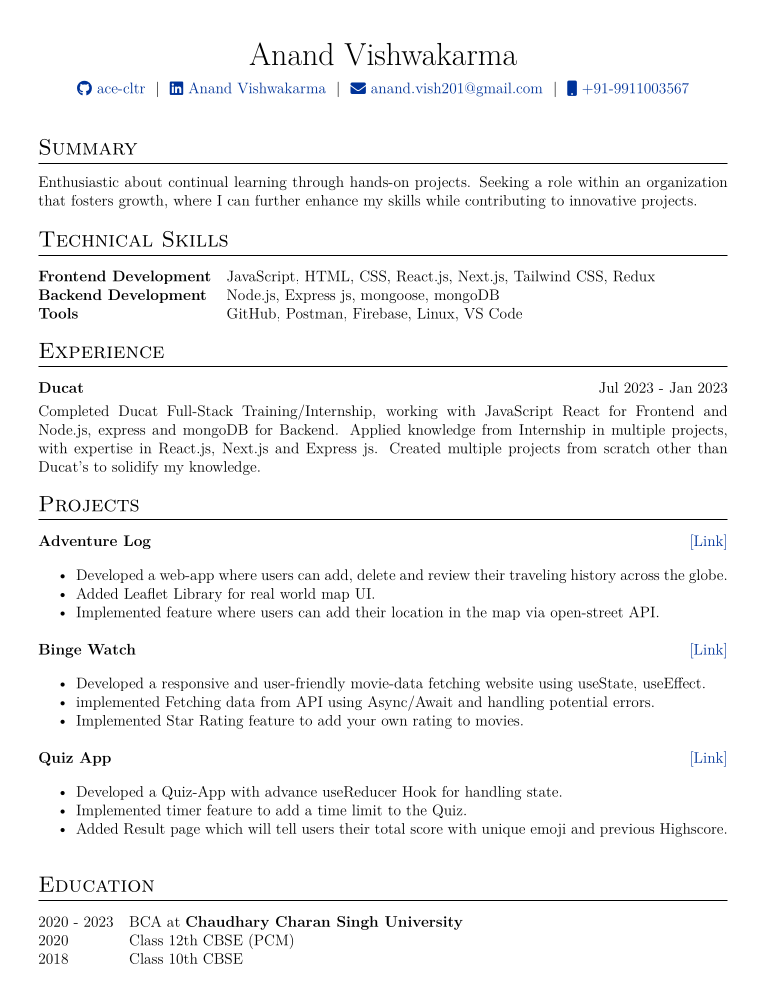 Anand Vishwakarma
ace-cltr | Anand Vishwakarma | anand.vish201@gmail.com | +91-9911003567
Summary
Enthusiastic about continual learning through hands-on projects. Seeking a role within an organization
that fosters growth, where I can further enhance my skills while contributing to innovative projects.
Technical Skills
Frontend Development JavaScript, HTML, CSS, React.js, Next.js, Tailwind CSS, Redux
Backend Development Node.js, Express js, mongoose, mongoDB
Tools GitHub, Postman, Firebase, Linux, VS Code
Experience
Ducat Jul 2023 - Jan 2023
Completed Ducat Full-Stack Training/Internship, working with JavaScript React for Frontend and
Node.js, express and mongoDB for Backend. Applied knowledge from Internship in multiple projects,
with expertise in React.js, Next.js and Express js. Created multiple projects from scratch other than
Ducat's to solidify my knowledge.
Projects
Adventure Log [Link]
• Developed a web-app where users can add, delete and review their traveling history across the globe.
• Added Leaflet Library for real world map UI.
• Implemented feature where users can add their location in the map via open-street API.
Binge Watch [Link]
• Developed a responsive and user-friendly movie-data fetching website using useState, useEffect.
• implemented Fetching data from API using Async/Await and handling potential errors.
• Implemented Star Rating feature to add your own rating to movies.
Quiz App [Link]
• Developed a Quiz-App with advance useReducer Hook for handling state.
• Implemented timer feature to add a time limit to the Quiz.
• Added Result page which will tell users their total score with unique emoji and previous Highscore.
Education
2020 - 2023 BCA at Chaudhary Charan Singh University
2020 Class 12th CBSE (PCM)
2018 Class 10th CBSE